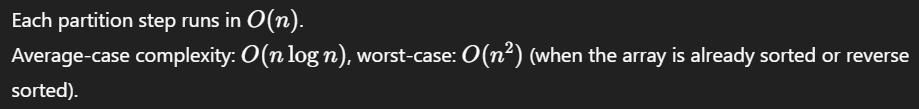 Each partition step runs in O(n).
Average-case complexity: O(n log n), worst-case: O(n²) (when the array is already sorted or reverse
sorted).